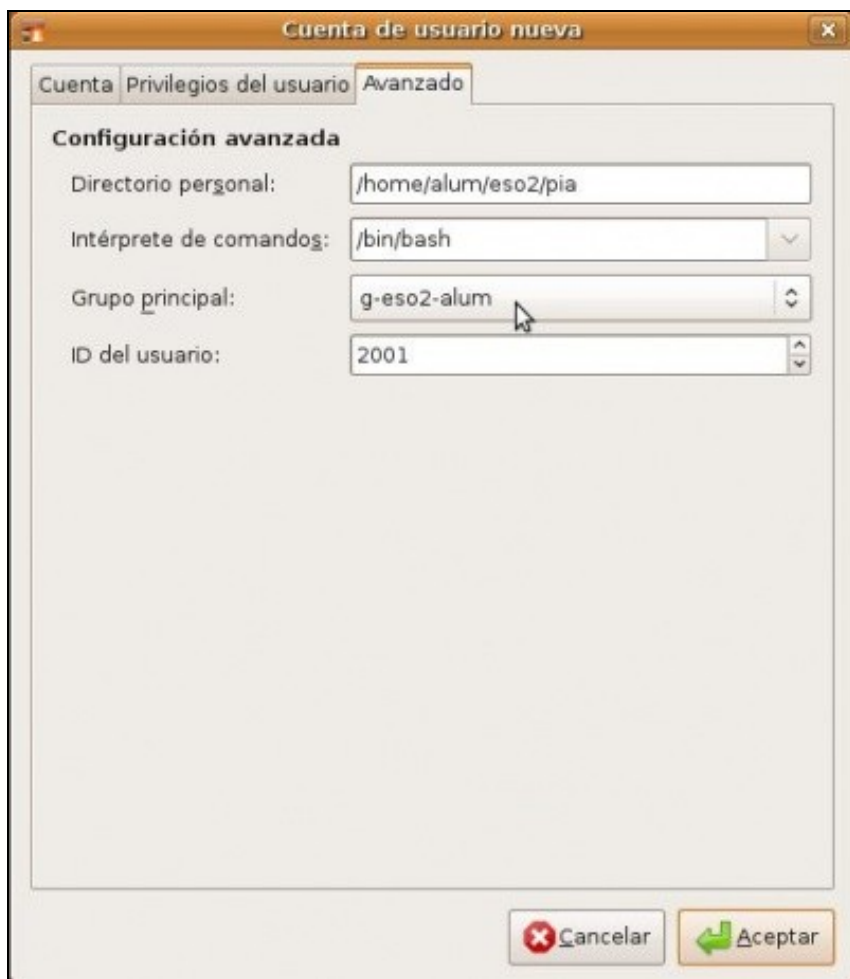 Cuenta de usuario nueva
Cuenta Privilegios del usuario Avanzado
Configuración avanzada
Directorio personal: /home/alum/eso2/pia
Intérprete de comandos: /bin/bash
Grupo principal: g-eso2-alum
ID del usuario: 2001
Cancelar Aceptar